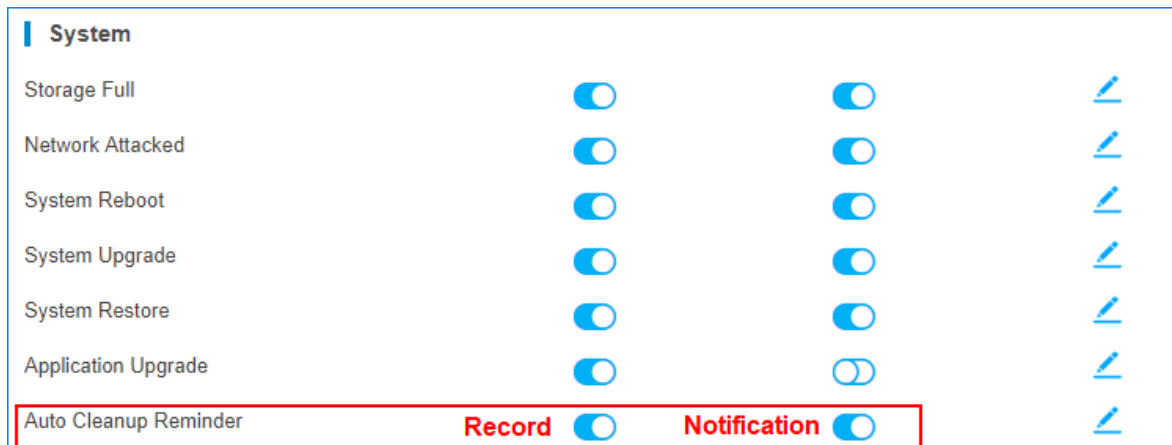 System
Storage Full
Network Attacked
System Reboot
System Upgrade
System Restore
Application Upgrade
Auto Cleanup Reminder Record Notification